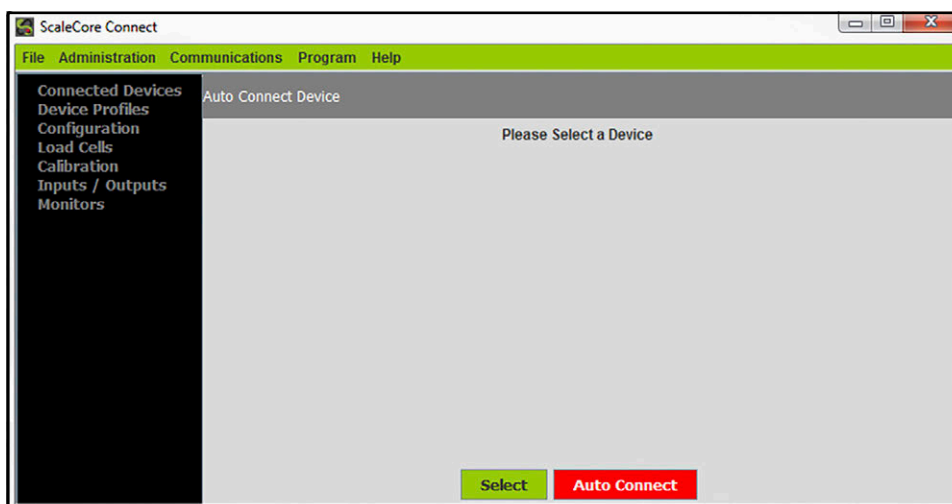 ScaleCore Connect
File Administration Communications Program Help
Connected Devices
Device Profiles
Configuration
Load Cells
Calibration
Inputs / Outputs
Monitors
Auto Connect Device
Please Select a Device
Select Auto Connect